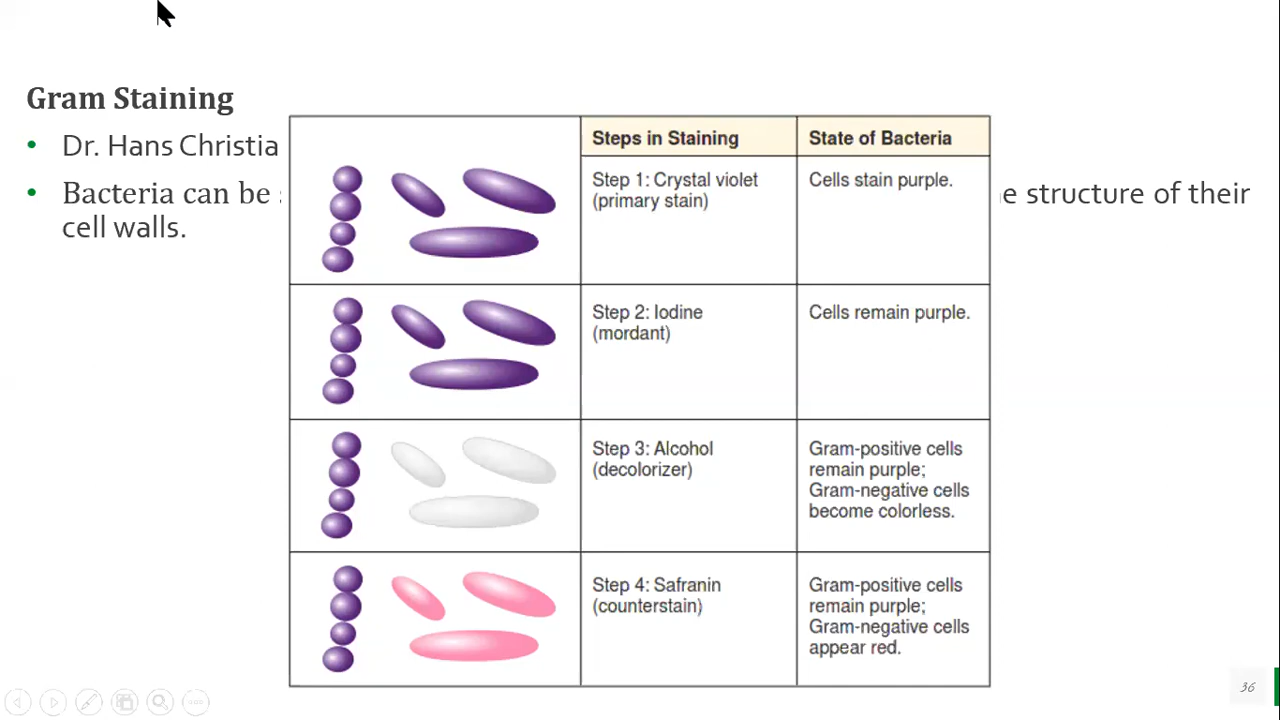 Gram Staining
• Dr. Hans Christia
• Bacteria can be
e structure of their
cell walls.
Steps in Staining
State of Bacteria
Step 1: Crystal violet
(primary stain)
Cells stain purple.
Step 2: Iodine
(mordant)
Cells remain purple.
Step 3: Alcohol
(decolorizer)
Gram-positive cells
remain purple;
Gram-negative cells
become colorless.
Step 4: Safranin
(counterstain)
Gram-positive cells
remain purple;
Gram-negative cells
appear red.
36